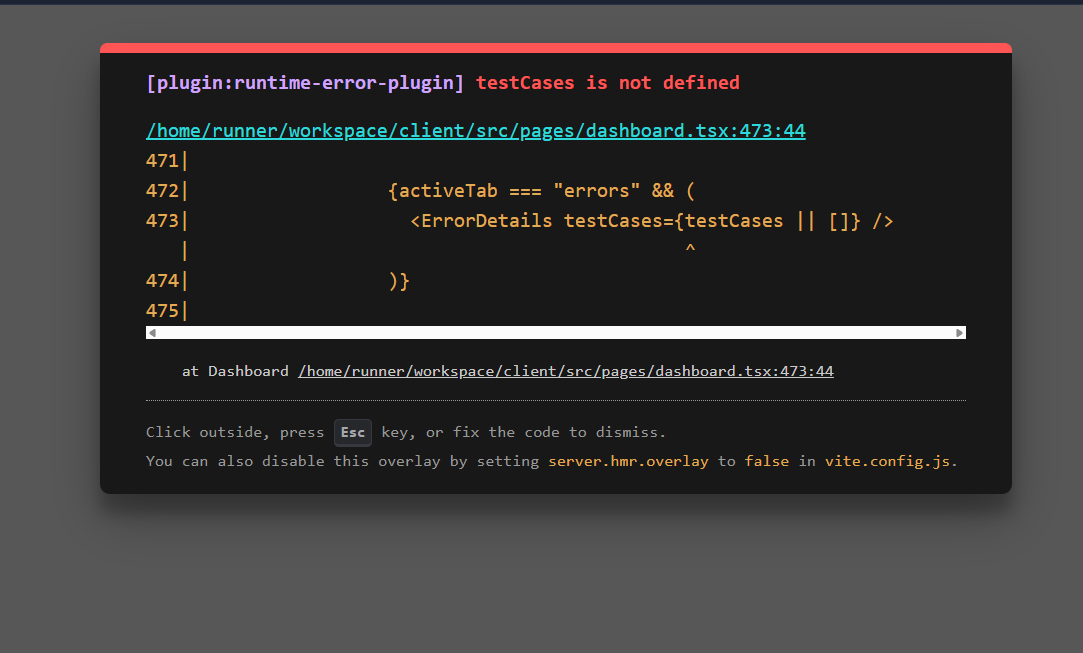 [plugin:runtime-error-plugin] testCases is not defined
/home/runner/workspace/client/src/pages/dashboard.tsx:473:44
471|
472|                  {activeTab === "errors" && (
473|                    <ErrorDetails testCases={testCases || []} />
   |                                             ^
474|                  )}
475|
at Dashboard /home/runner/workspace/client/src/pages/dashboard.tsx:473:44
Click outside, press Esc key, or fix the code to dismiss.
You can also disable this overlay by setting server.hmr.overlay to false in vite.config.js.